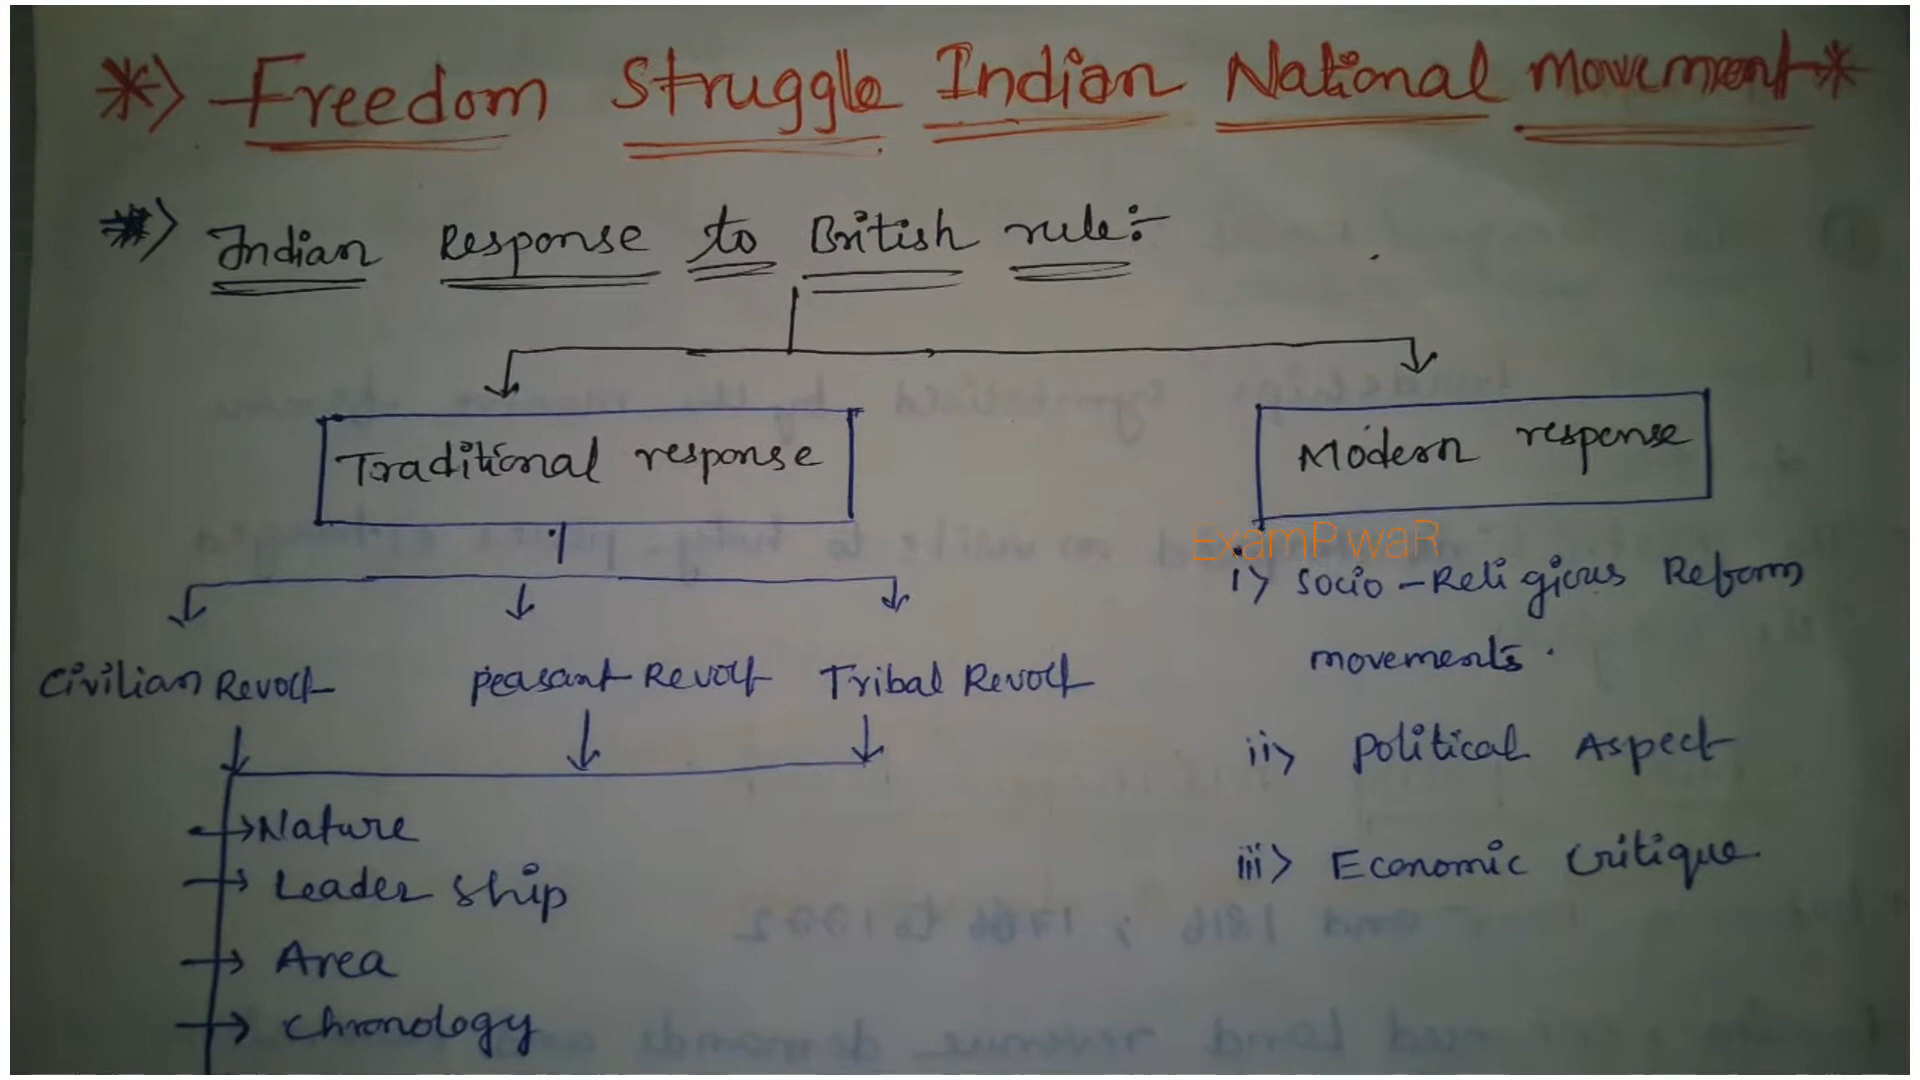 *) Freedom Struggle Indian National movement *
*) Indian Response to British rule:-
Traditional response
Modern response
Civilian Revolt
Peasant Revolt
Tribal Revolt
→ Nature
→ Leader ship
→ Area
→ chronology
ExamPiwaR
i) Socio-Religious Reform
movements.
ii) Political Aspect
iii) Economic Critique